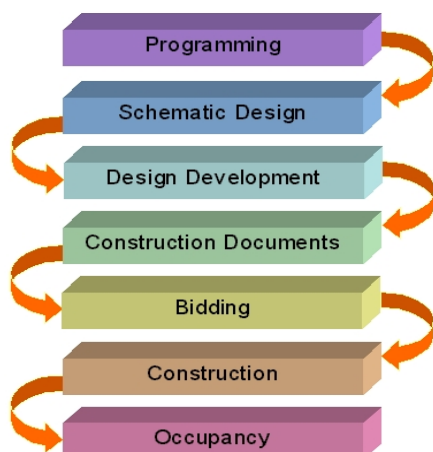 Programming
Schematic Design
Design Development
Construction Documents
Bidding
Construction
Occupancy